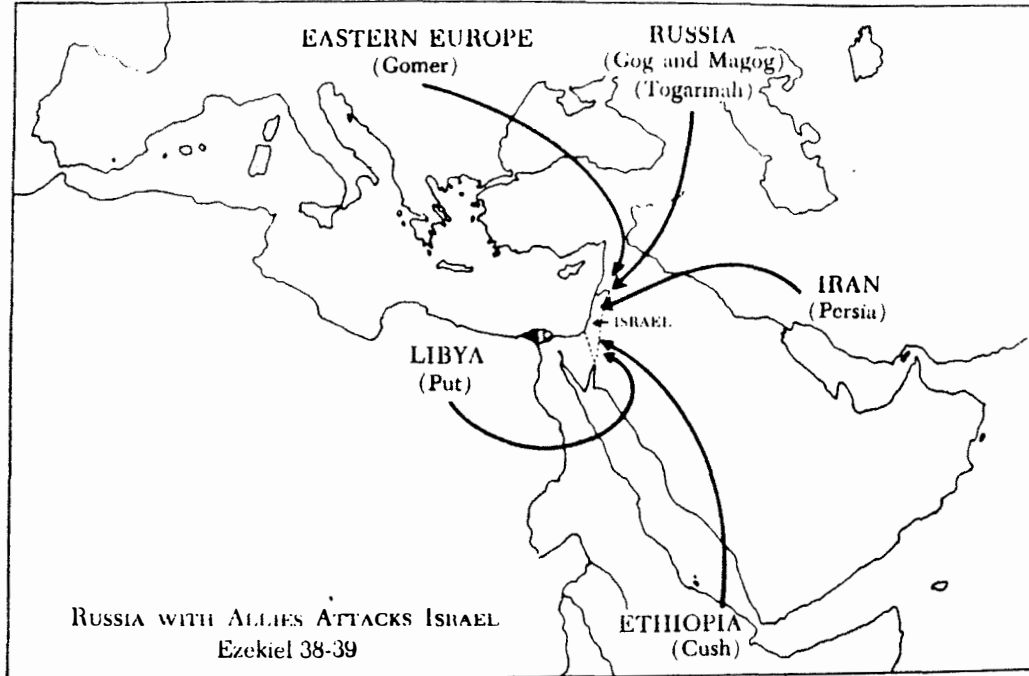 EASTERN EUROPE
(Gomer)
RUSSIA
(Gog and Magog)
(Togarmah)
IRAN
(Persia)
ISRAEL
LIBYA
(Put)
ETHIOPIA
(Cush)
RUSSIA WITH ALLIES ATTACKS ISRAEL
Ezekiel 38-39